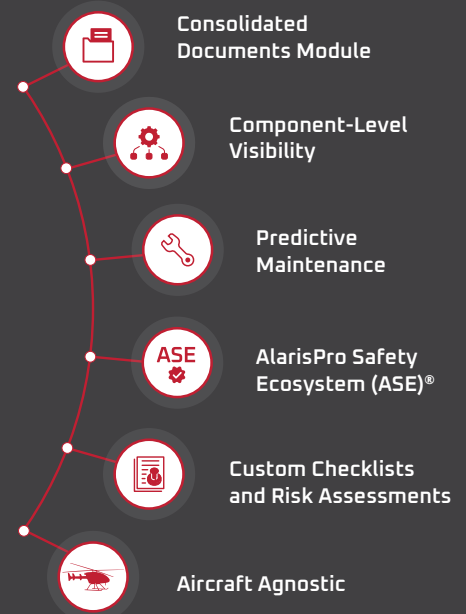 Consolidated
Documents Module
Component-Level
Visibility
Predictive
Maintenance
ASE
AlarisPro Safety
Ecosystem (ASE)®
Custom Checklists
and Risk Assessments
Aircraft Agnostic